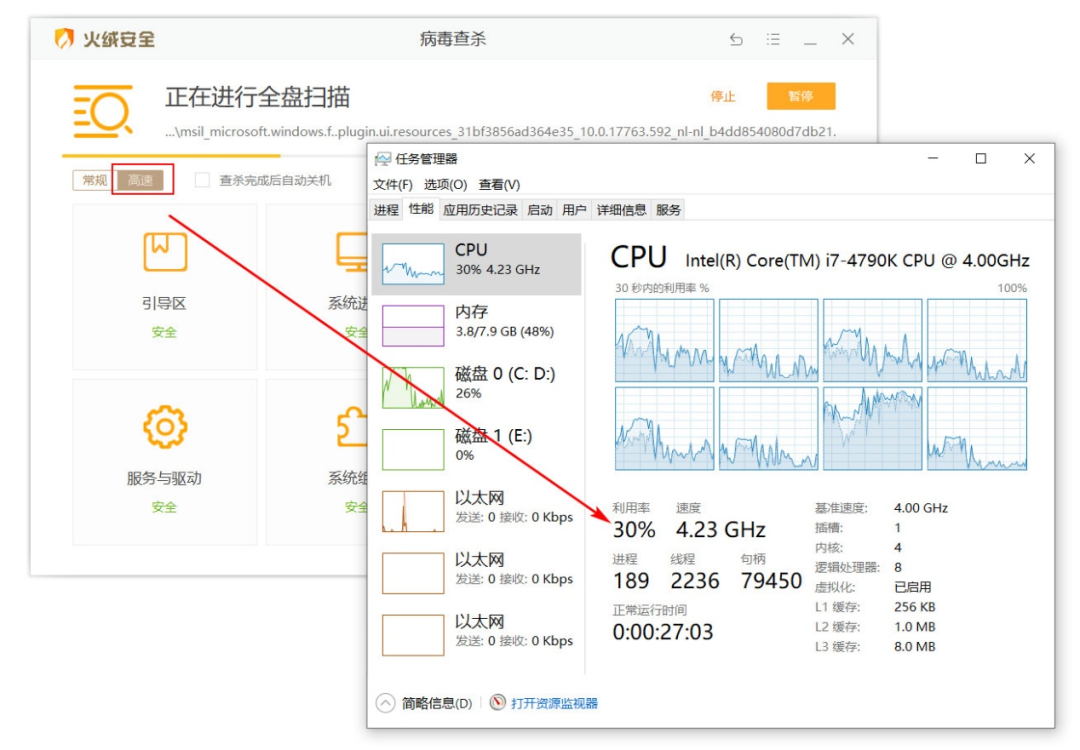 火绒安全
病毒查杀
正在进行全盘扫描
停止
暂停
...\msil_microsoft.windows.f..plugin.ui.resources_31bf3856ad364e35_10.0.17763.592_nl-nl_b4dd854080d7db21.
常规 高速 查杀完成后自动关机
引导区
安全
系统进
安全
服务与驱动
安全
系统组
安全
任务管理器
文件(F) 选项(O) 查看(V)
进程 性能 应用历史记录 启动 用户 详细信息 服务
CPU
30% 4.23 GHz
内存
3.8/7.9 GB (48%)
磁盘 0 (C: D:)
26%
磁盘 1 (E:)
0%
以太网
发送: 0 接收: 0 Kbps
以太网
发送: 0 接收: 0 Kbps
以太网
发送: 0 接收: 0 Kbps
CPU Intel(R) Core(TM) i7-4790K CPU @ 4.00GHz
30 秒内的利用率 % 100%
利用率 速度
30% 4.23 GHz
进程 线程 句柄
189 2236 79450
正常运行时间
0:00:27:03
基准速度: 4.00 GHz
插槽: 1
内核: 4
逻辑处理器: 8
虚拟化: 已启用
L1 缓存: 256 KB
L2 缓存: 1.0 MB
L3 缓存: 8.0 MB
简略信息(D) 打开资源监视器